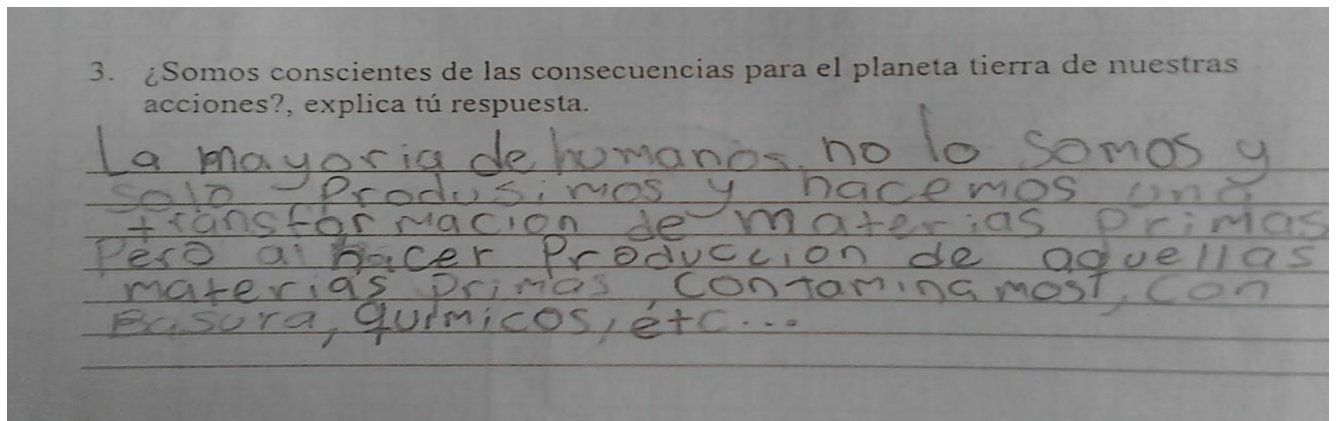 3. ¿Somos conscientes de las consecuencias para el planeta tierra de nuestras
acciones?, explica tú respuesta.
La mayoria de humanos no lo somos y
solo Produsimos y hacemos una
transformacion de materias primas
Pero al hacer Produccion de aquellas
materias primas contaminamos, con
Basura, químicos, etc...